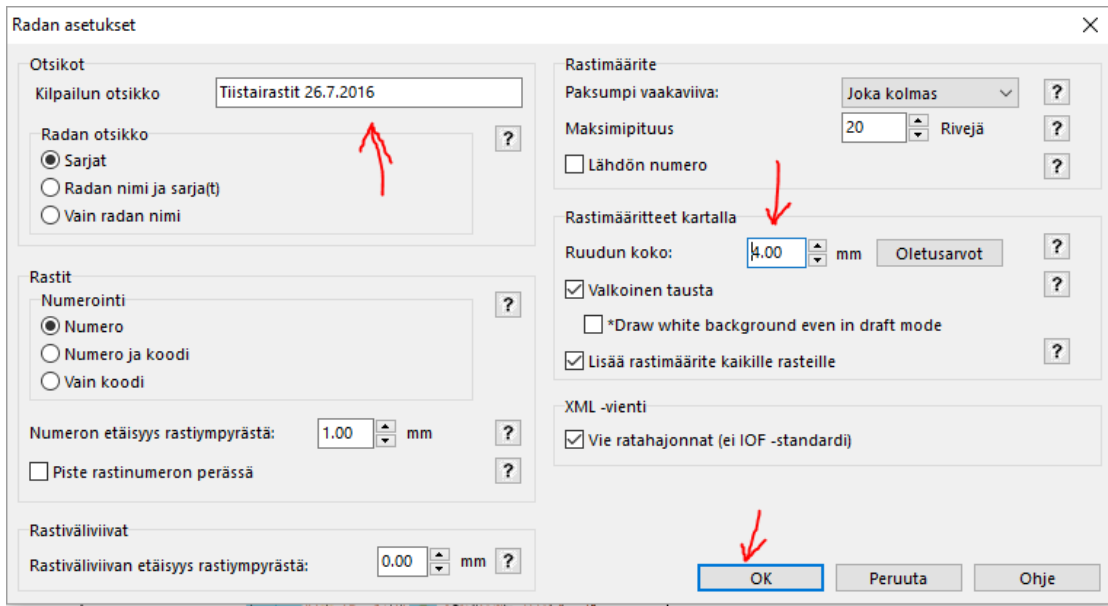 Radan asetukset
Otsikot
Kilpailun otsikko Tiistairastit 26.7.2016
Radan otsikko ?
Sarjat
Radan nimi ja sarja(t)
Vain radan nimi
Rastit
Numerointi ?
Numero
Numero ja koodi
Vain koodi
Numeron etäisyys rastiympyrästä: 1.00 mm ?
Piste rastinumeron perässä ?
Rastiväliviivat
Rastiväliviivan etäisyys rastiympyrästä: 0.00 mm ?
Rastimäärite
Paksumpi vaakaviiva: Joka kolmas ?
Maksimipituus 20 Rivejä ?
Lähdön numero ?
Rastimääritteet kartalla
Ruudun koko: 4.00 mm Oletusarvot ?
Valkoinen tausta ?
*Draw white background even in draft mode
Lisää rastimäärite kaikille rasteille ?
XML -vienti
Vie ratahajonnat (ei IOF -standardi)
OK Peruuta Ohje